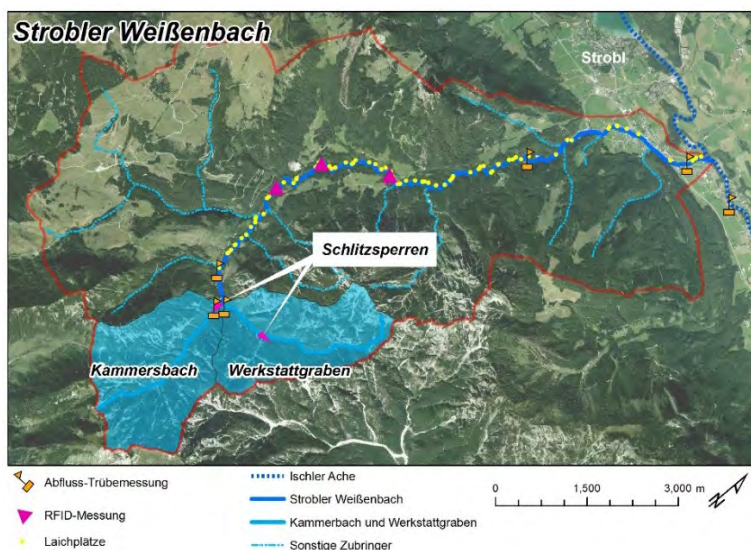 Strobler Weißenbach
Strobl
Schlitzsperren
Kammersbach
Werkstattgraben
Abfluss-Trübemessung
RFID-Messung
Laichplätze
Ischler Ache
Strobler Weißenbach
Kammerbach und Werkstattgraben
Sonstige Zubringer
0 1,500 3,000 m